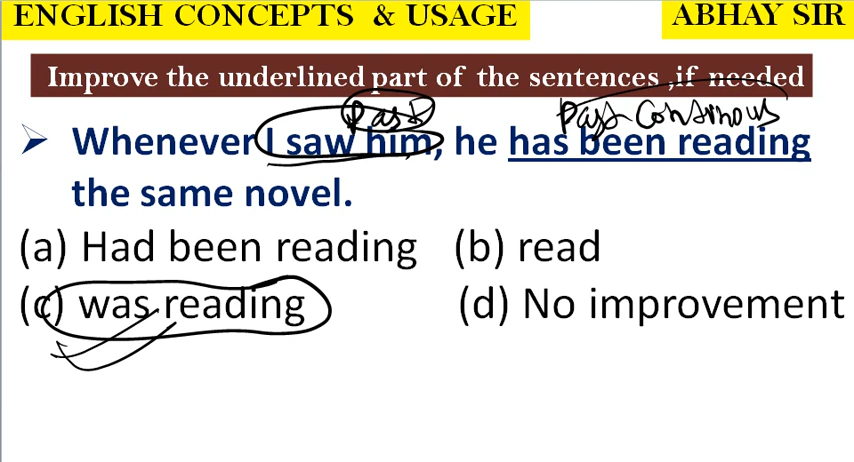 ENGLISH CONCEPTS & USAGE ABHAY SIR
Improve the underlined part of the sentences ,if needed
Past Past Continous
➢ Whenever I saw him, he has been reading
the same novel.
(a) Had been reading (b) read
(c) was reading (d) No improvement